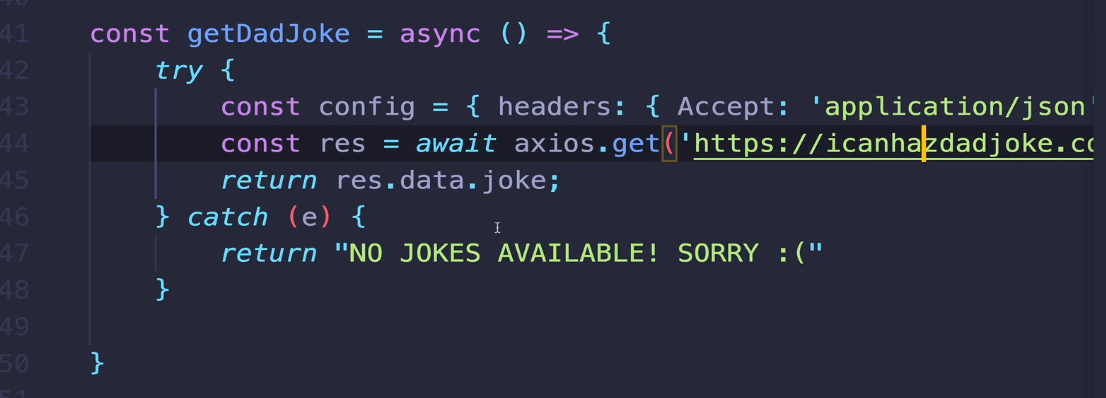 41 const getDadJoke = async () => {
42 try {
43 const config = { headers: { Accept: 'application/json'
44 const res = await axios.get('https://icanhazdadjoke.co
45 return res.data.joke;
46 } catch (e) {
47 return "NO JOKES AVAILABLE! SORRY :("
48 }
49
50 }